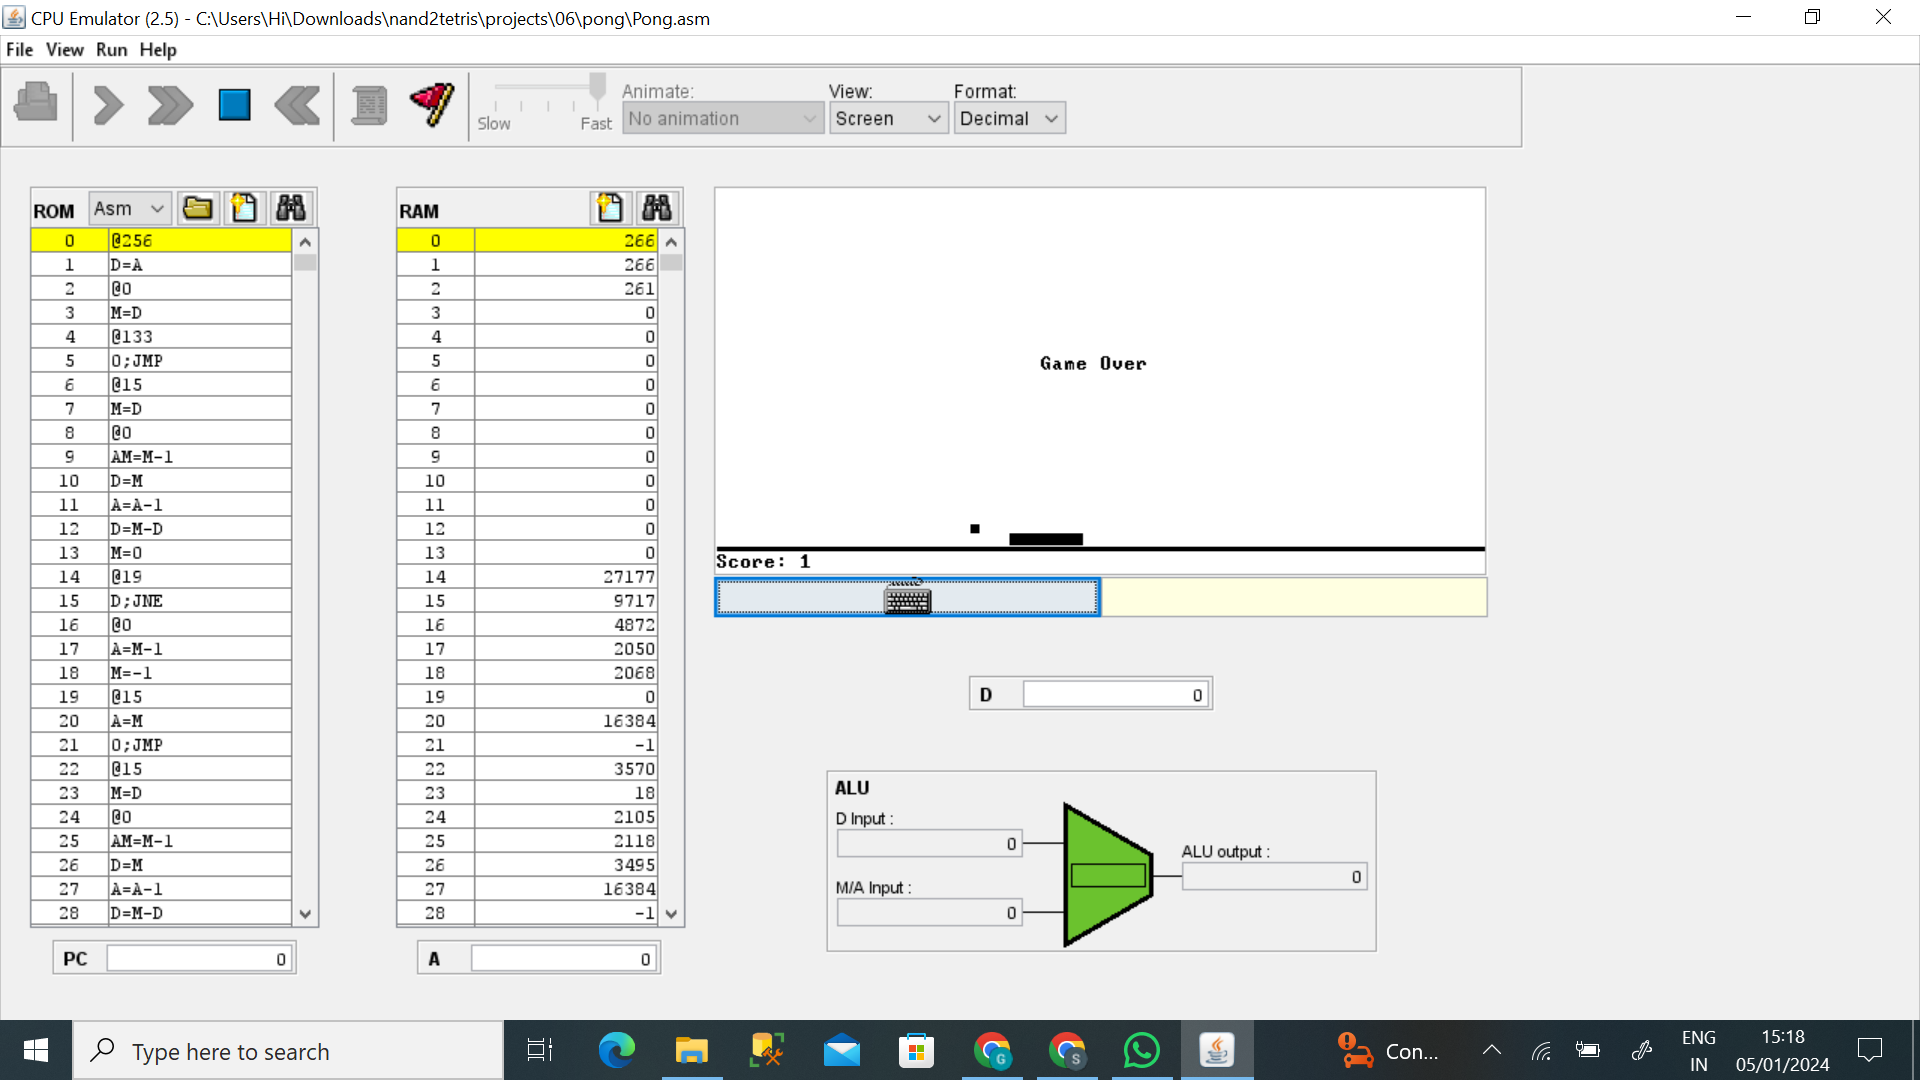 CPU Emulator (2.5) - C:\Users\Hi\Downloads\nand2tetris\projects\06\pong\Pong.asm
File View Run Help
Slow Fast
Animate:
No animation
View:
Screen
Format:
Decimal
ROM Asm
0 @256
1 D=A
2 @0
3 M=D
4 @133
5 0;JMP
6 @15
7 M=D
8 @0
9 AM=M-1
10 D=M
11 A=A-1
12 D=M-D
13 M=0
14 @19
15 D;JNE
16 @0
17 A=M-1
18 M=-1
19 @15
20 A=M
21 0;JMP
22 @15
23 M=D
24 @0
25 AM=M-1
26 D=M
27 A=A-1
28 D=M-D
PC 0
RAM
0 266
1 266
2 261
3 0
4 0
5 0
6 0
7 0
8 0
9 0
10 0
11 0
12 0
13 0
14 27177
15 9717
16 4872
17 2050
18 2068
19 0
20 16384
21 -1
22 3570
23 18
24 2105
25 2118
26 3495
27 16384
28 -1
A 0
Game Over
Score: 1
D 0
ALU
D Input :
0
M/A Input :
0
ALU output :
0
Type here to search
G
S
Con...
ENG
IN
15:18
05/01/2024